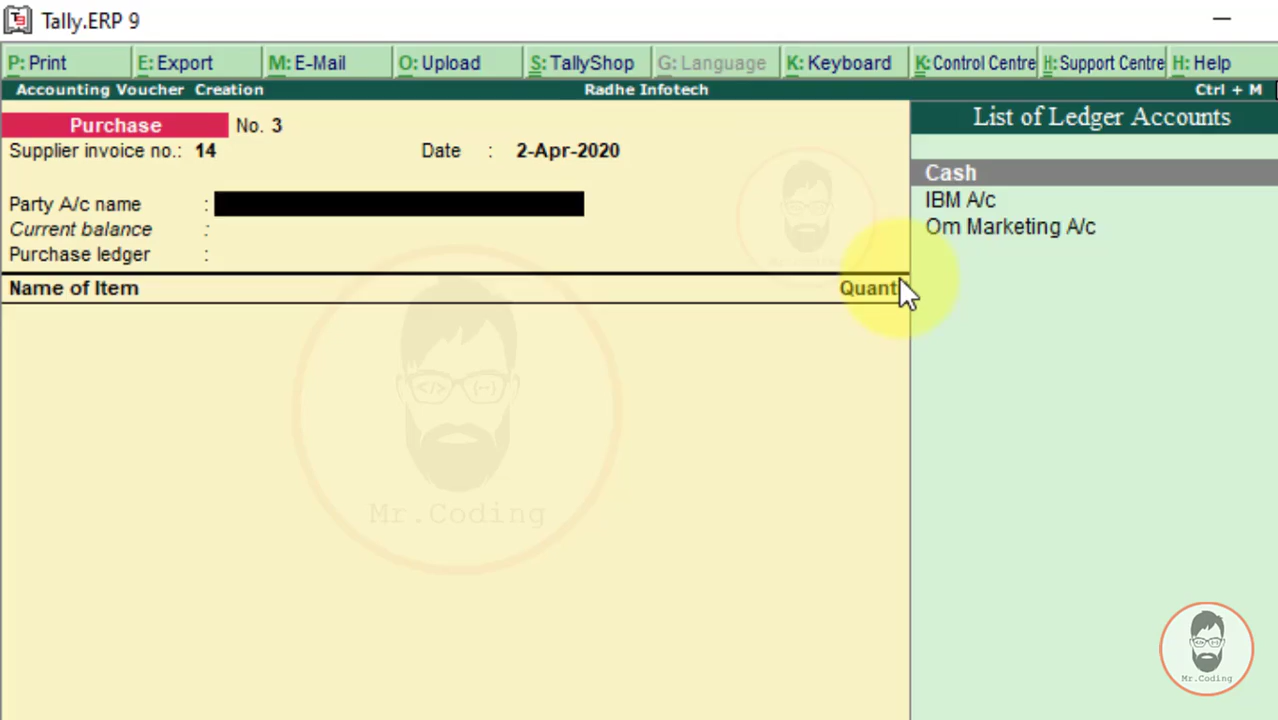 Tally.ERP 9
P: Print E: Export M: E-Mail O: Upload S: TallyShop G: Language K: Keyboard K: Control Centre H: Support Centre H: Help
Accounting Voucher Creation Radhe Infotech Ctrl + M
Purchase No. 3
Supplier invoice no.: 14 Date : 2-Apr-2020
Party A/c name :
Current balance :
Purchase ledger :
Name of Item Quant
List of Ledger Accounts
Cash
IBM A/c
Om Marketing A/c
</> {--}
Mr.Coding
Mr.Coding